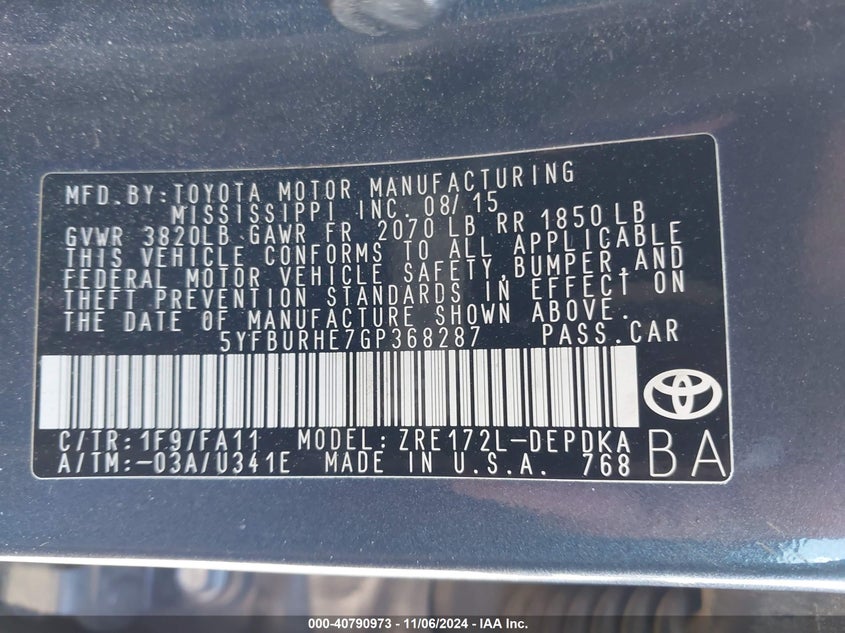 MFD. BY: TOYOTA MOTOR MANUFACTURING
MISSISSIPPI INC. 08/15
GVWR 3820LB GAWR FR 2070 LB RR 1850 LB
THIS VEHICLE CONFORMS TO ALL APPLICABLE
FEDERAL MOTOR VEHICLE SAFETY, BUMPER, AND
THEFT PREVENTION STANDARDS IN EFFECT ON
THE DATE OF MANUFACTURE SHOWN ABOVE.
5YFBURHE7GP368287 PASS. CAR
C/TR: 1F9/FA11 MODEL: ZRE172L-DEPDKA
A/TM: -03A/U341E MADE IN U.S.A. 768
BA
000-40790973 - 11/06/2024 - IAA Inc.